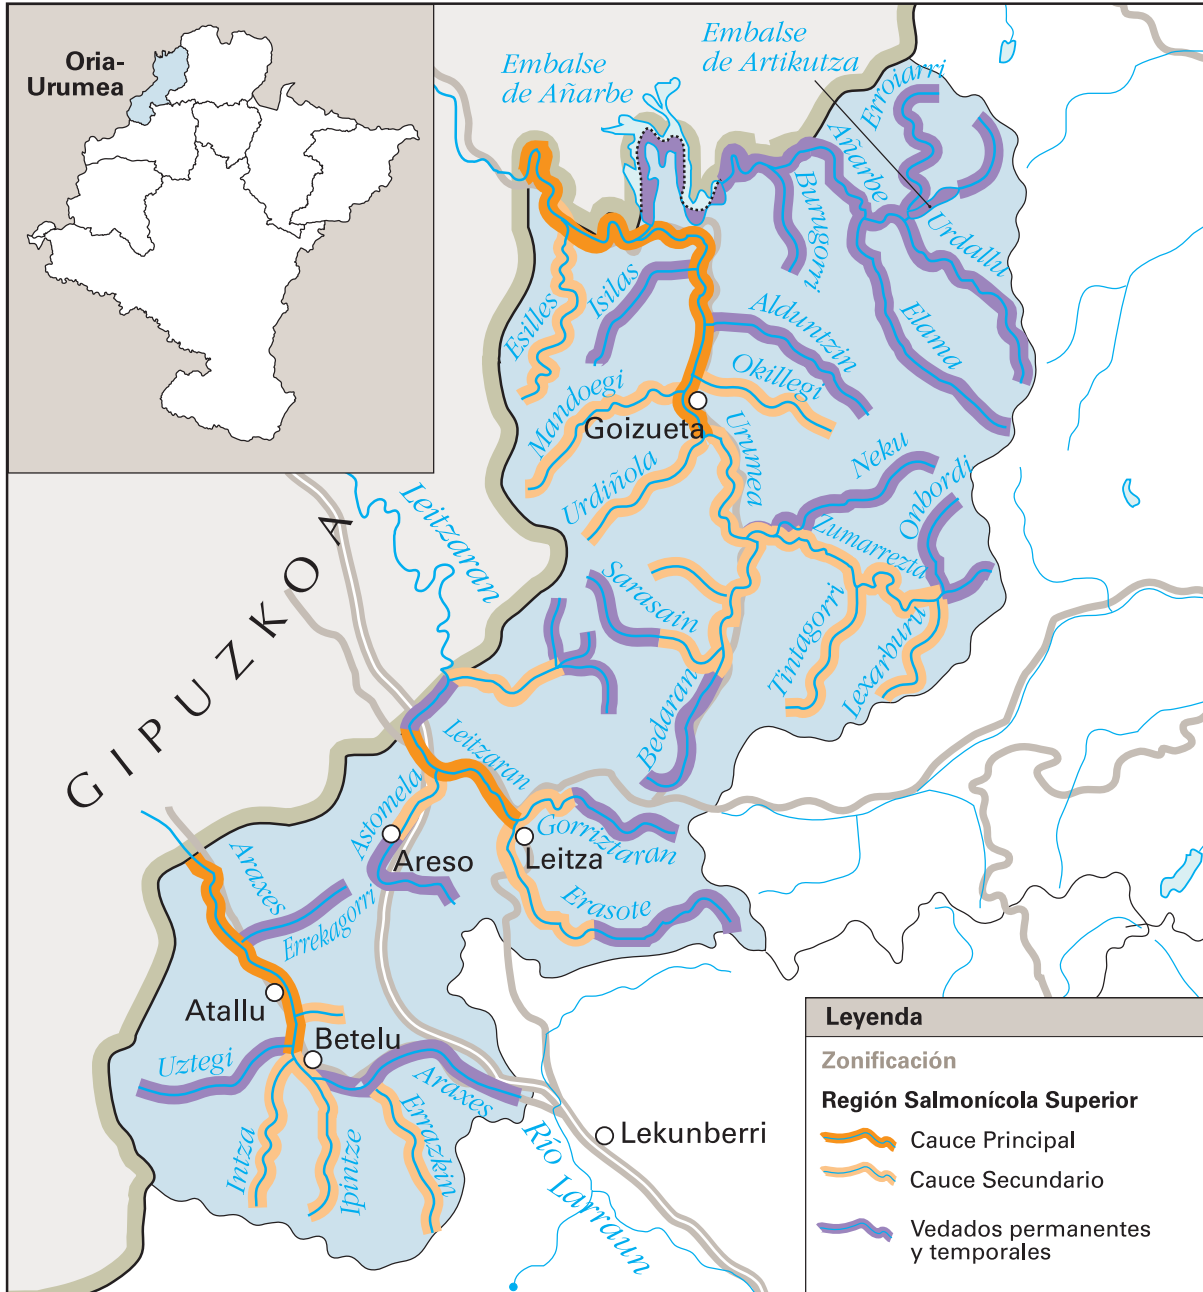 Oria-
Urumea
Embalse
de Añarbe
Embalse
de Artikutza
Erroiarri
Añarbe
Burugorri
Urdallu
Elama
Isilas
Esilles
Alduntzin
Okillegi
Mandoegi
Goizueta
Urumea
Urdiñola
Neku
Onbordi
Zumarrezta
Leitzaran
GIPUZKOA
Sarasain
Tintagorri
Lexarburu
Bedaran
Leitzaran
Astomela
Gorriztaran
Areso
Leitza
Araxes
Errekagorri
Erasote
Atallu
Betelu
Uztegi
Araxes
Errazkin
Intza
Ipintze
Río Larraun
Lekunberri
Leyenda
Zonificación
Región Salmonícola Superior
Cauce Principal
Cauce Secundario
Vedados permanentes
y temporales